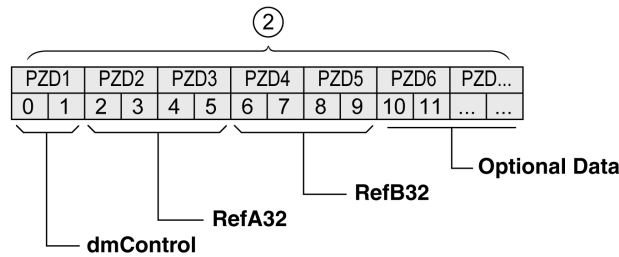 2
PZD1 PZD2 PZD3 PZD4 PZD5 PZD6 PZD...
0 1 2 3 4 5 6 7 8 9 10 11 ... ...
Optional Data
RefB32
RefA32
dmControl